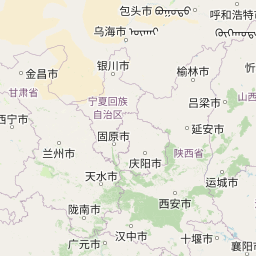 包头市
呼和浩特市
乌海市
银川市
榆林市
忻
金昌市
甘肃省
宁夏回族
自治区
吕梁市
山西
西宁市
固原市
延安市
兰州市
庆阳市
陕西省
天水市
运城市
西安市
陇南市
汉中市
十堰市
广元市
襄阳市